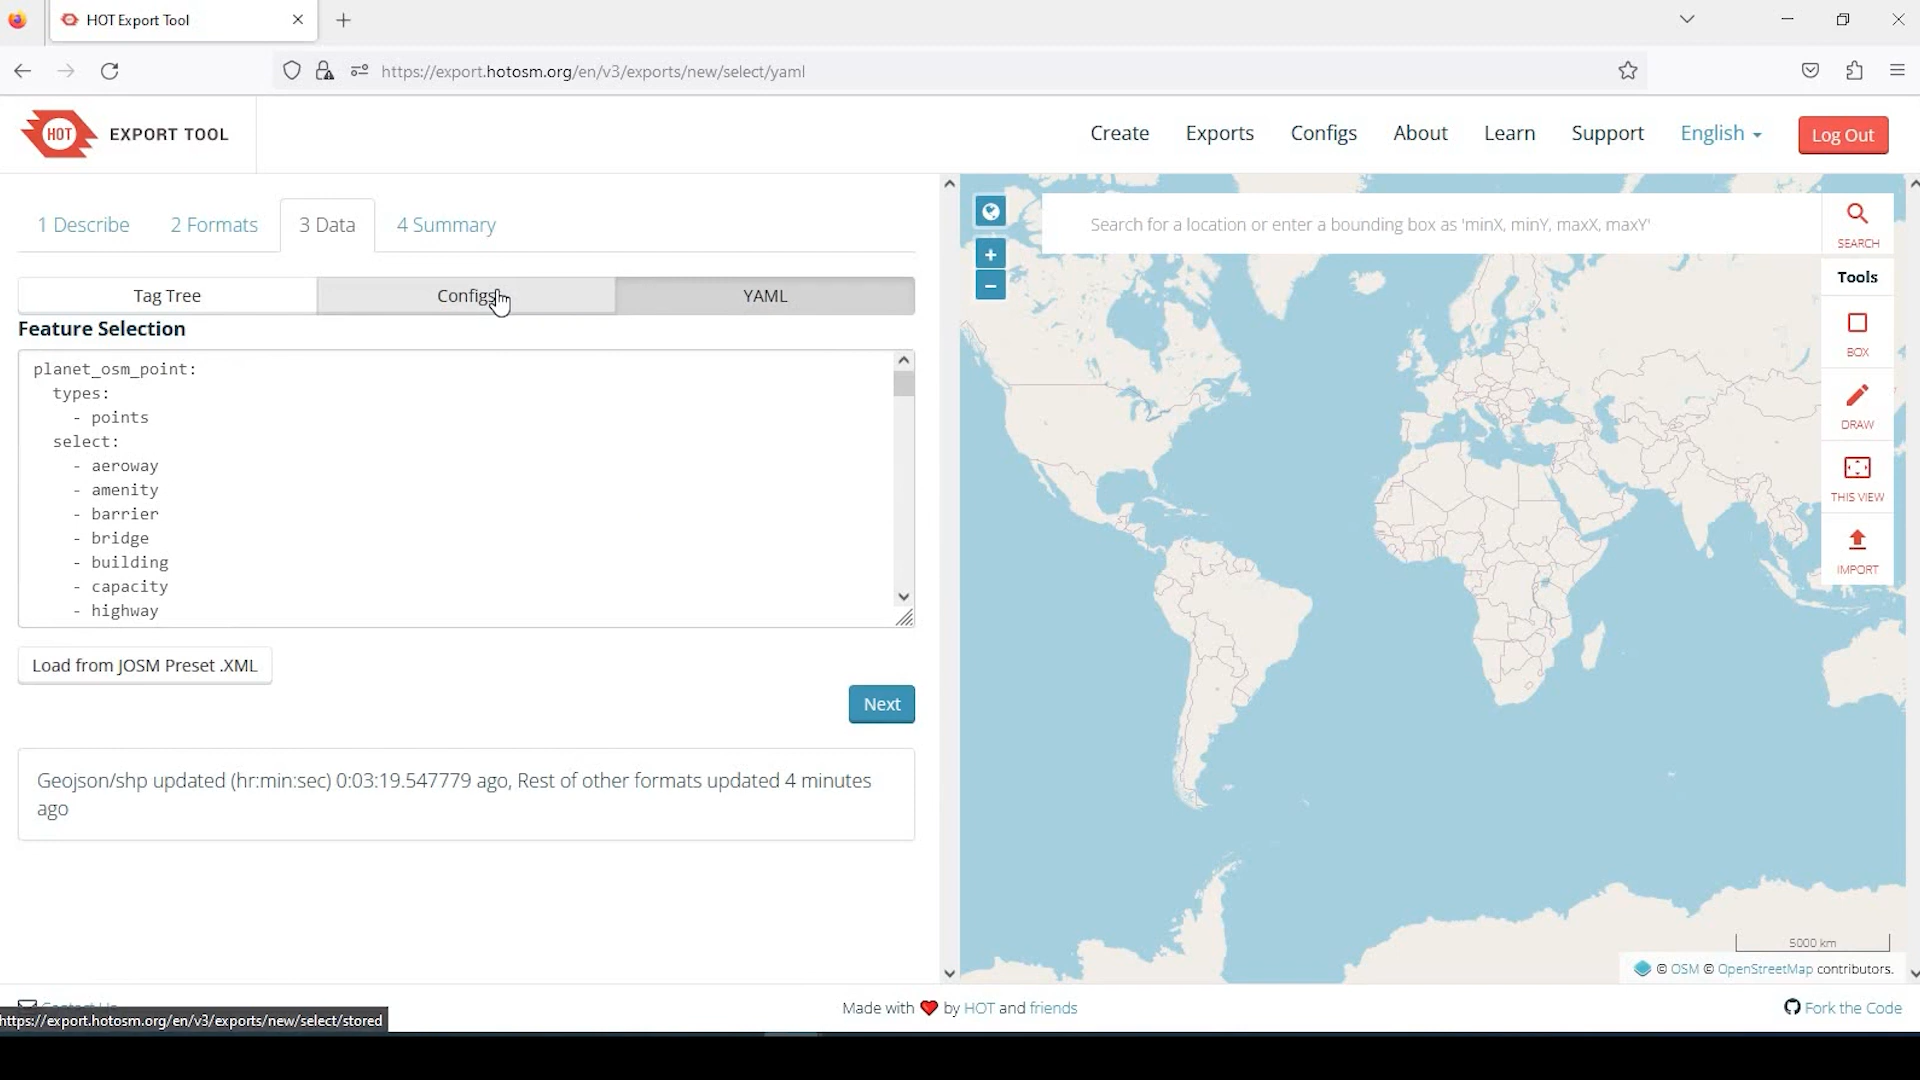 HOT Export Tool
https://export.hotosm.org/en/v3/exports/new/select/yaml
HOT EXPORT TOOL
Create Exports Configs About Learn Support English Log Out
1 Describe 2 Formats 3 Data 4 Summary
Tag Tree Configs YAML
Feature Selection
planet_osm_point:
types:
- points
select:
- aeroway
- amenity
- barrier
- bridge
- building
- capacity
- highway
Load from JOSM Preset .XML
Next
Geojson/shp updated (hr:min:sec) 0:03:19.547779 ago, Rest of other formats updated 4 minutes
ago
Search for a location or enter a bounding box as 'minX, minY, maxX, maxY'
SEARCH
+
−
Tools
BOX
DRAW
THIS VIEW
IMPORT
5000 km
© OSM © OpenStreetMap contributors.
Made with ❤ by HOT and friends
Fork the Code
https://export.hotosm.org/en/v3/exports/new/select/stored